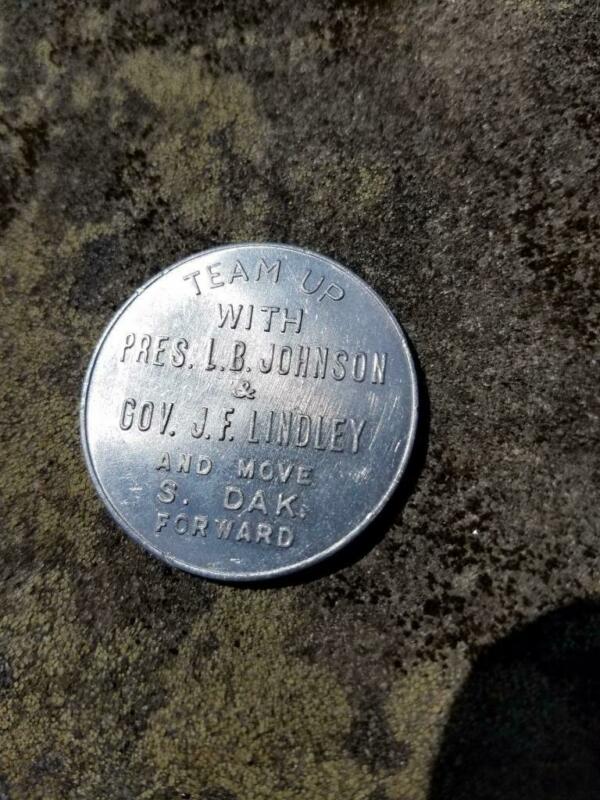 TEAM UP
WITH
PRES. L.B. JOHNSON
&
GOV. J.F. LINDLEY
AND MOVE
S. DAK.
FORWARD